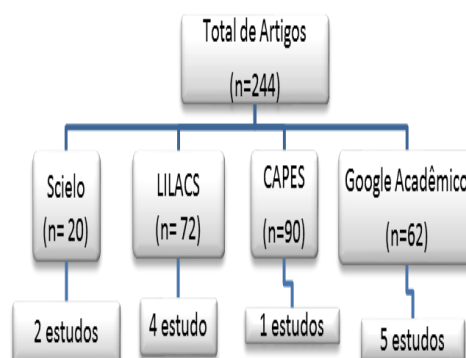 Total de Artigos
(n=244)
Scielo
(n= 20)
LILACS
(n= 72)
CAPES
(n=90)
Google Acadêmico
(n=62)
2 estudos
4 estudo
1 estudos
5 estudos